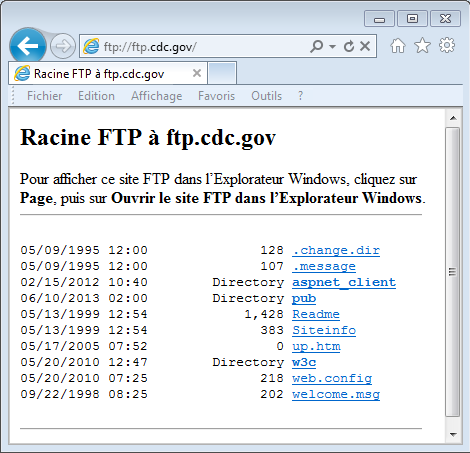 ftp://ftp.cdc.gov/
Racine FTP à ftp.cdc.gov
Fichier Edition Affichage Favoris Outils ?
Racine FTP à ftp.cdc.gov
Pour afficher ce site FTP dans l'Explorateur Windows, cliquez sur
Page, puis sur Ouvrir le site FTP dans l'Explorateur Windows.
05/09/1995 12:00 128 .change.dir
05/09/1995 12:00 107 .message
02/15/2012 10:40 Directory aspnet_client
06/10/2013 02:00 Directory pub
05/13/1999 12:54 1,428 Readme
05/13/1999 12:54 383 Siteinfo
05/17/2005 07:52 0 up.htm
05/20/2010 12:47 Directory w3c
05/20/2010 07:25 218 web.config
09/22/1998 08:25 202 welcome.msg